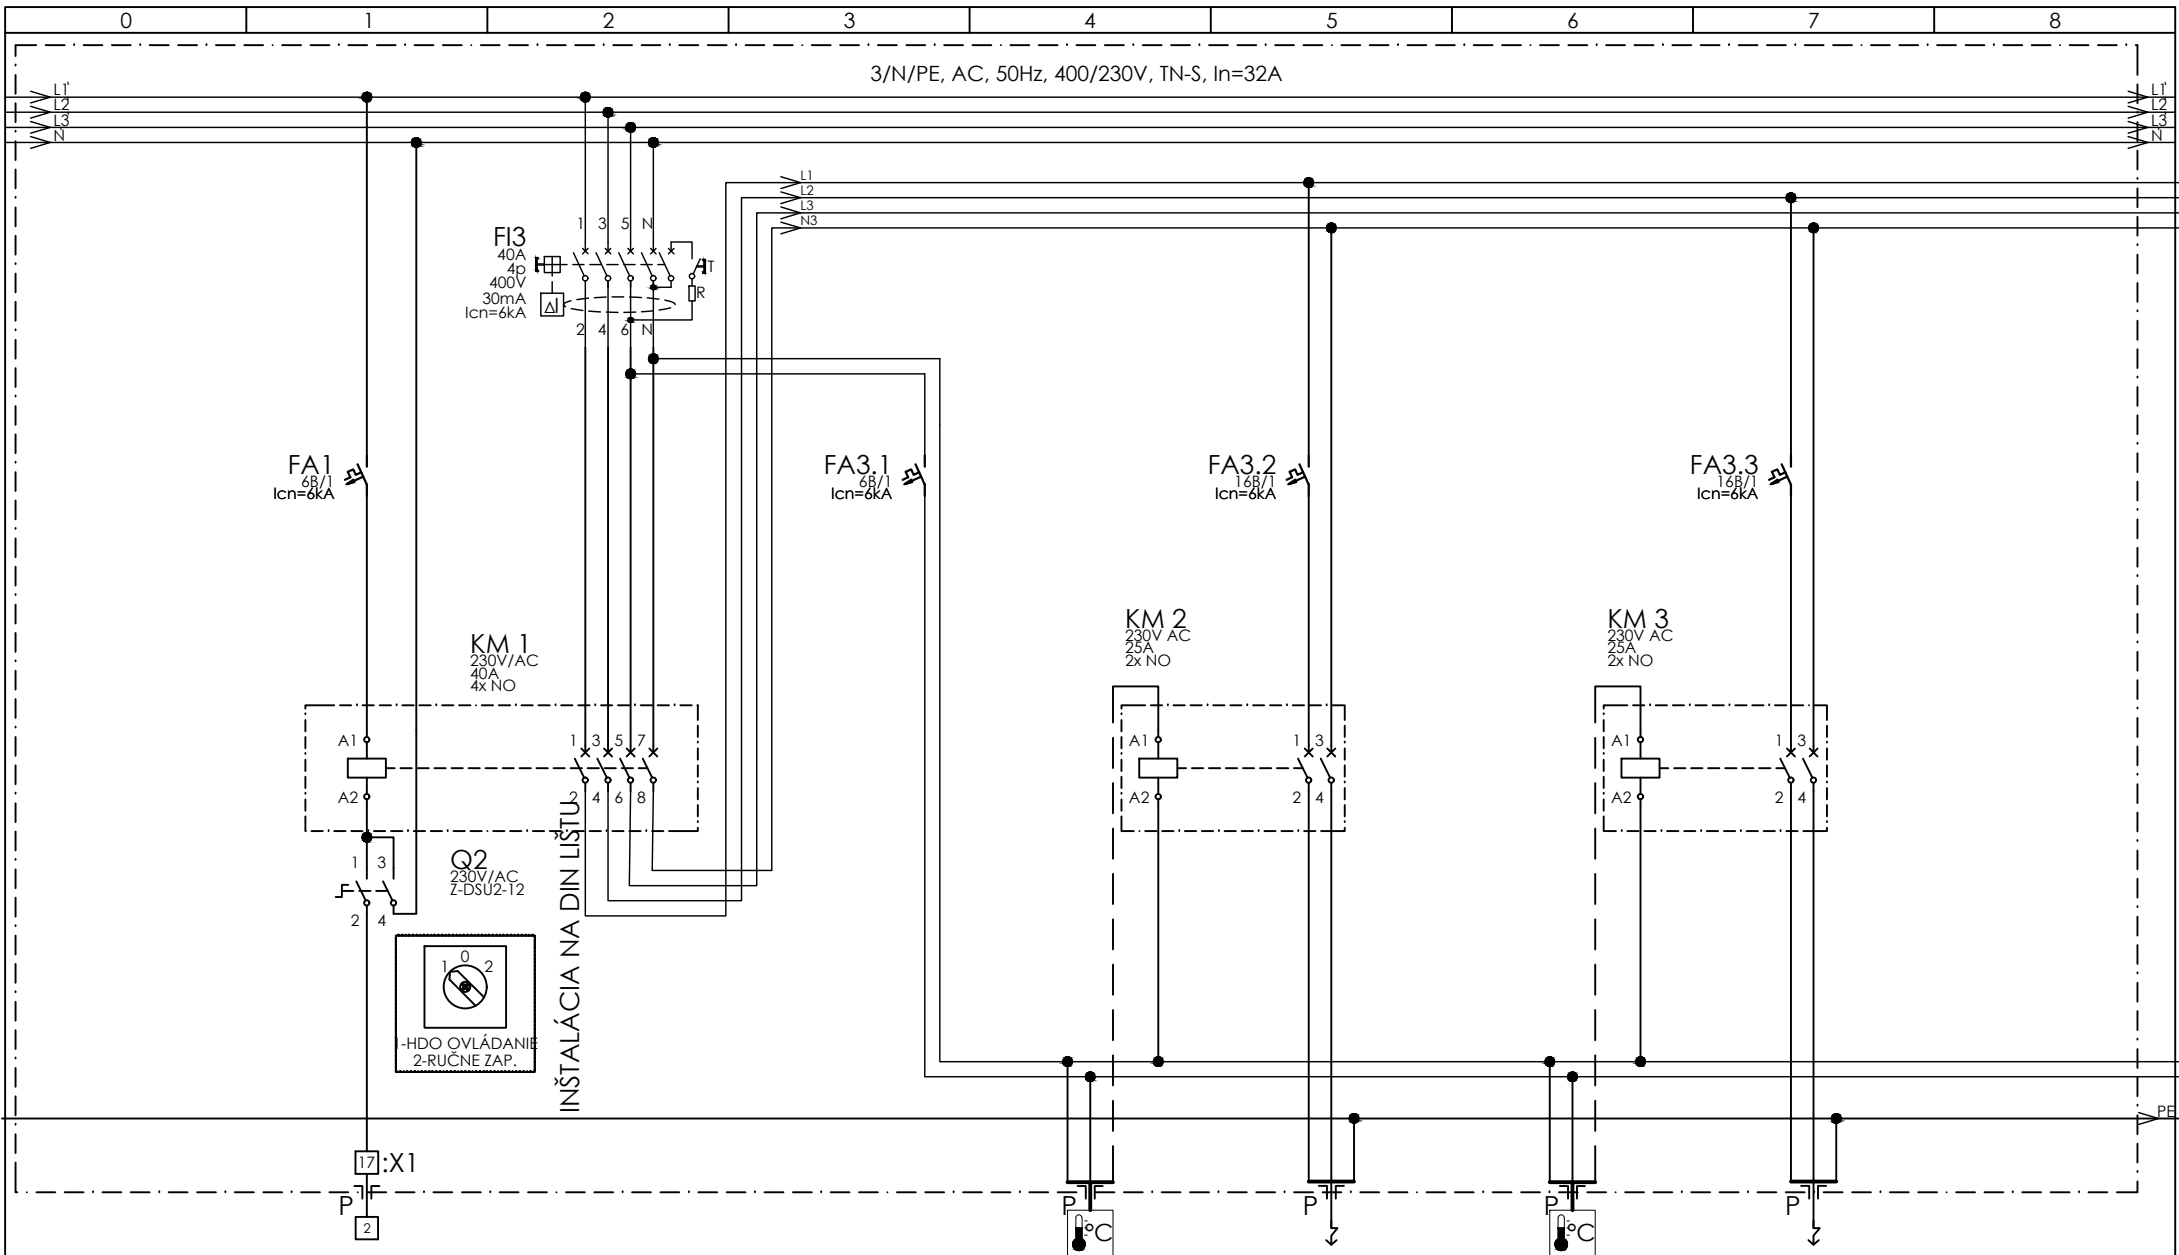 0 1 2 3 4 5 6 7 8
3/N/PE, AC, 50Hz, 400/230V, TN-S, In=32A
L1' L1'
L2 L2
L3 L3
N N
L1
L2
L3
N3
1 3 5 N
FI3
40A
4p
400V
30mA
Icn=6kA
ΔI
T
R
2 4 6 N
FA1
6B/1
Icn=6kA
FA3.1
6B/1
Icn=6kA
FA3.2
16B/1
Icn=6kA
FA3.3
16B/1
Icn=6kA
KM 1
230V/AC
40A
4x NO
KM 2
230V AC
25A
2x NO
KM 3
230V AC
25A
2x NO
A1 1 3 5 7
A2 2 4 6 8
A1 1 3
A2 2 4
A1 1 3
A2 2 4
1 3
2 4
Q2
230V/AC
Z-DSU2-12
INŠTALÁCIA NA DIN LIŠTU
1 0 2
1-HDO OVLÁDANIE
2-RUČNE ZAP.
PE
17 :X1
P P P P P
2
°C °C